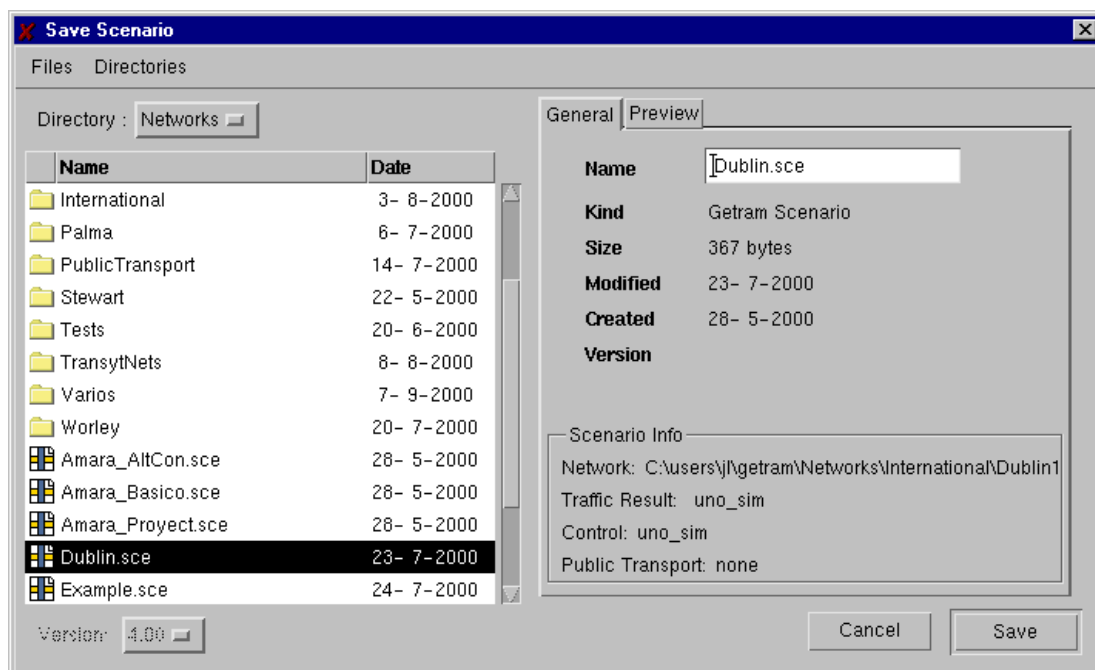 Save Scenario
Files Directories
Directory : Networks
Name Date
International 3- 8-2000
Palma 6- 7-2000
PublicTransport 14- 7-2000
Stewart 22- 5-2000
Tests 20- 6-2000
TransytNets 8- 8-2000
Varios 7- 9-2000
Worley 20- 7-2000
Amara_AltCon.sce 28- 5-2000
Amara_Basico.sce 28- 5-2000
Amara_Proyect.sce 28- 5-2000
Dublin.sce 23- 7-2000
Example.sce 24- 7-2000
Version: 4.00
General Preview
Name Dublin.sce
Kind Getram Scenario
Size 367 bytes
Modified 23- 7-2000
Created 28- 5-2000
Version
Scenario Info
Network: C:\users\jl\getram\Networks\International\Dublin1
Traffic Result: uno_sim
Control: uno_sim
Public Transport: none
Cancel Save